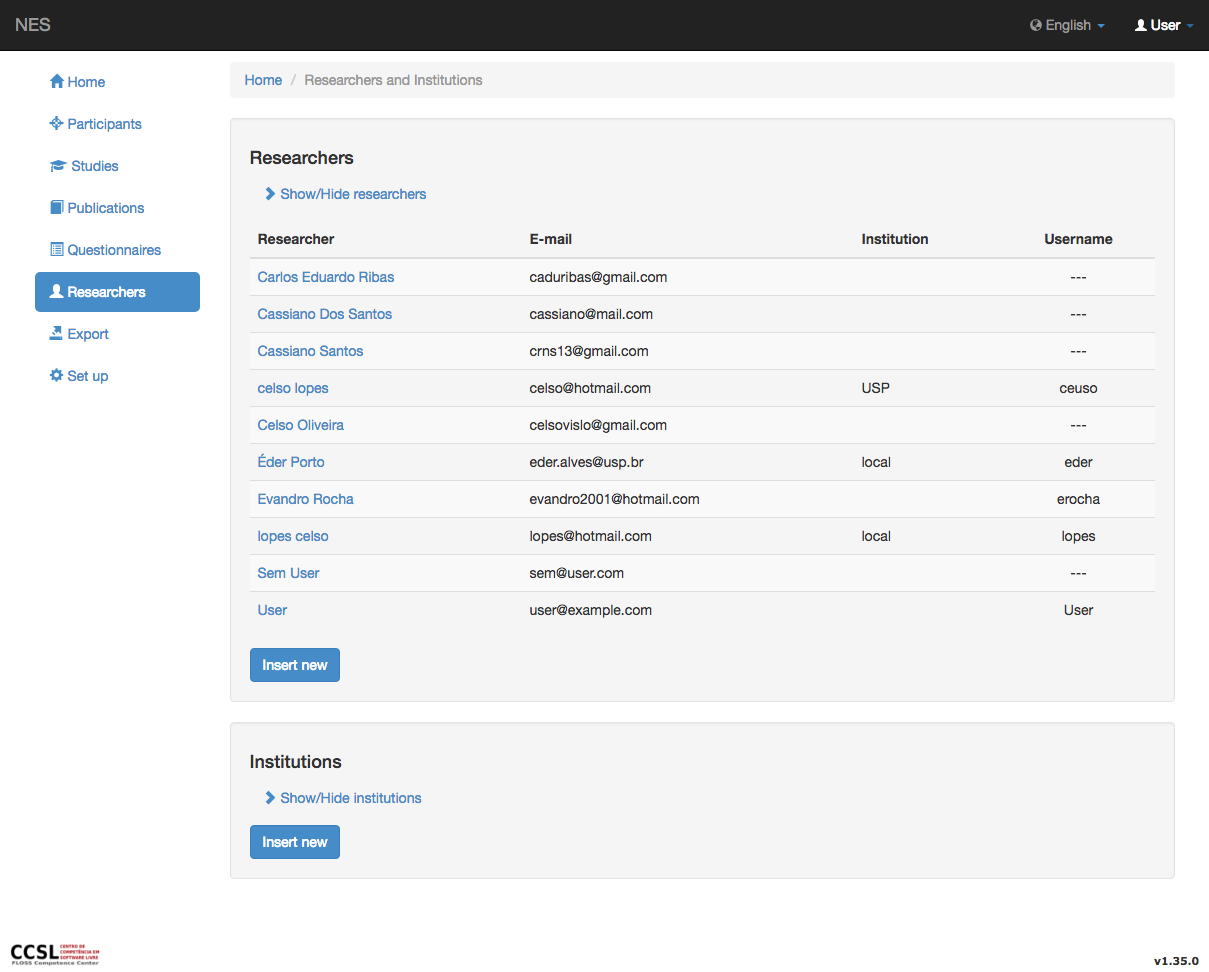 NES English User
Home
Participants
Studies
Publications
Questionnaires
Researchers
Export
Set up
Home / Researchers and Institutions
Researchers
Show/Hide researchers
Researcher E-mail Institution Username
Carlos Eduardo Ribas caduribas@gmail.com ---
Cassiano Dos Santos cassiano@mail.com ---
Cassiano Santos crns13@gmail.com ---
celso lopes celso@hotmail.com USP ceuso
Celso Oliveira celsovislo@gmail.com ---
Éder Porto eder.alves@usp.br local eder
Evandro Rocha evandro2001@hotmail.com erocha
lopes celso lopes@hotmail.com local lopes
Sem User sem@user.com ---
User user@example.com User
Insert new
Institutions
Show/Hide institutions
Insert new
CCSL
CENTRO DE
COMPETÊNCIA EM
SOFTWARE LIVRE
FLOSS Competence Center
v1.35.0